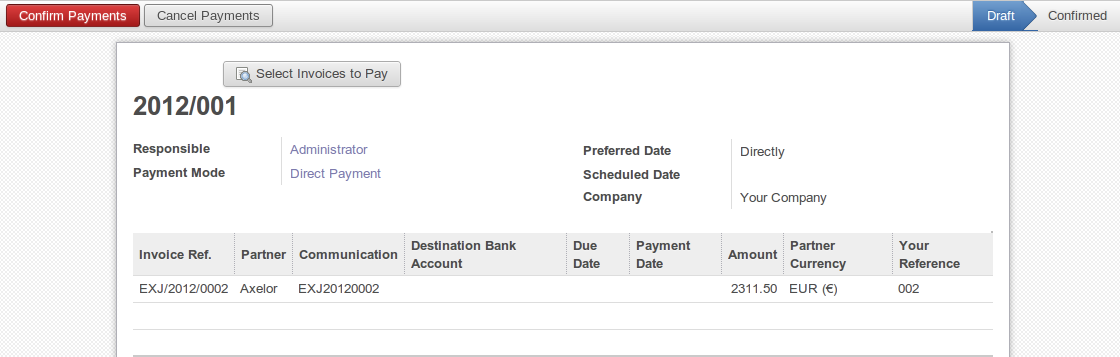 Confirm Payments Cancel Payments Draft Confirmed
Select Invoices to Pay
2012/001
Responsible Administrator Preferred Date Directly
Payment Mode Direct Payment Scheduled Date
Company Your Company
Invoice Ref. Partner Communication Destination Bank Account Due Date Payment Date Amount Partner Currency Your Reference
EXJ/2012/0002 Axelor EXJ20120002 2311.50 EUR (€) 002